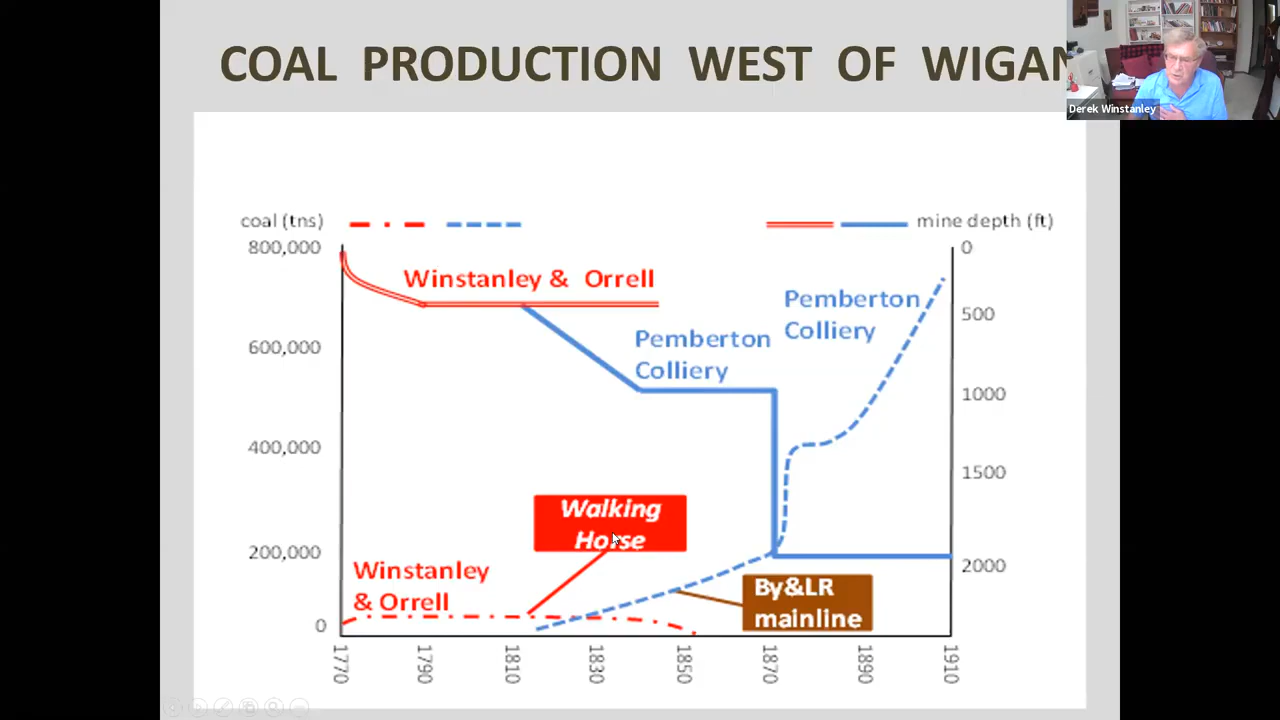 COAL PRODUCTION WEST OF WIGAN
Derek Winstanley
coal (tns)
mine depth (ft)
800,000
0
Winstanley & Orrell
Pemberton
Colliery
500
Pemberton
Colliery
600,000
1000
400,000
1500
Walking
Horse
200,000
2000
Winstanley
& Orrell
By&LR
mainline
0
1770
1790
1810
1830
1850
1870
1890
1910